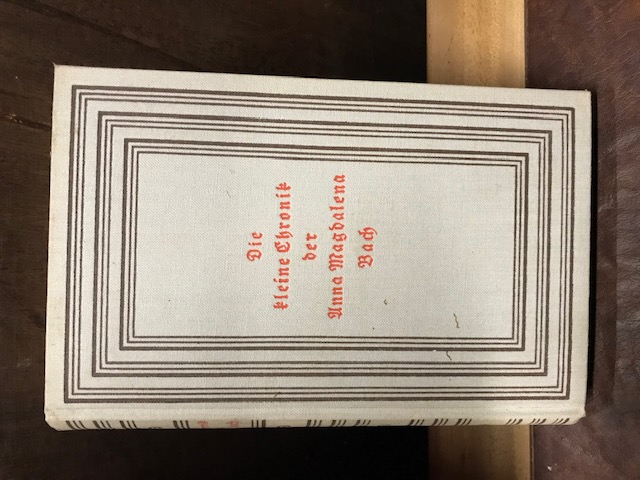 Die
kleine Chronik
der
Anna Magdalena
Bach